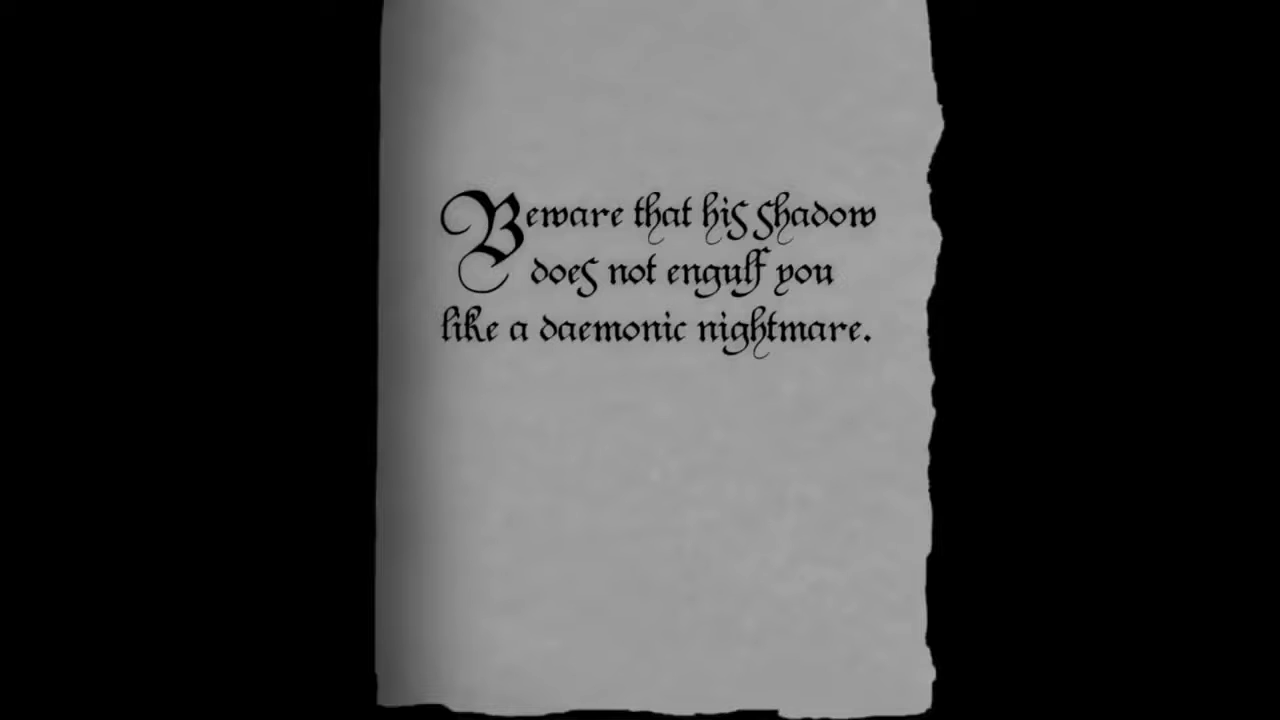 Beware that his shadow
does not engulf you
like a daemonic nightmare.